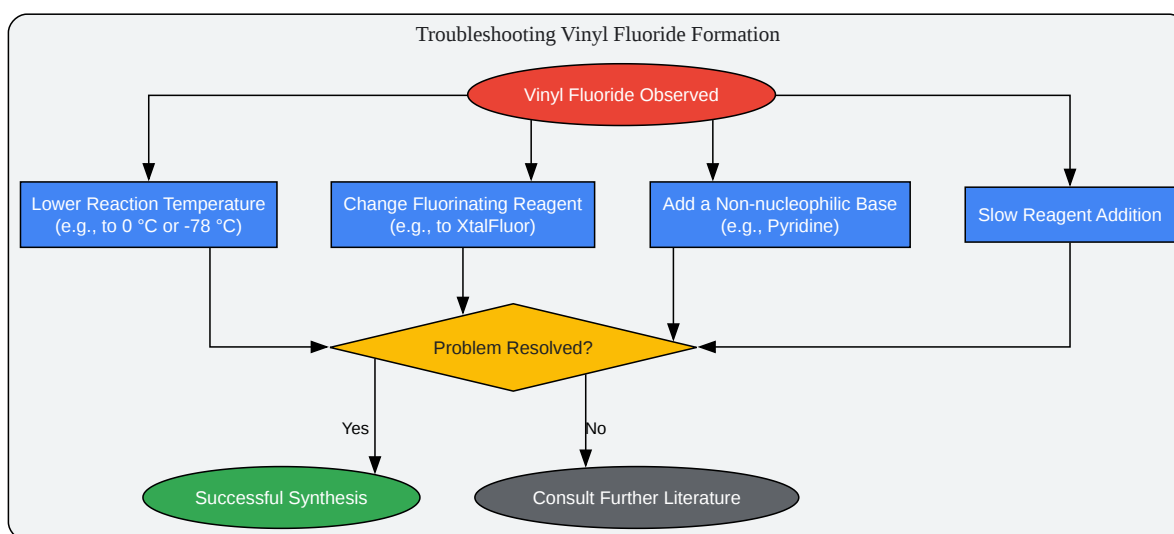 Troubleshooting Vinyl Fluoride Formation
Vinyl Fluoride Observed
Lower Reaction Temperature
(e.g., to 0 °C or -78 °C)
Change Fluorinating Reagent
(e.g., to XtalFluor)
Add a Non-nucleophilic Base
(e.g., Pyridine)
Slow Reagent Addition
Problem Resolved?
Yes
No
Successful Synthesis
Consult Further Literature